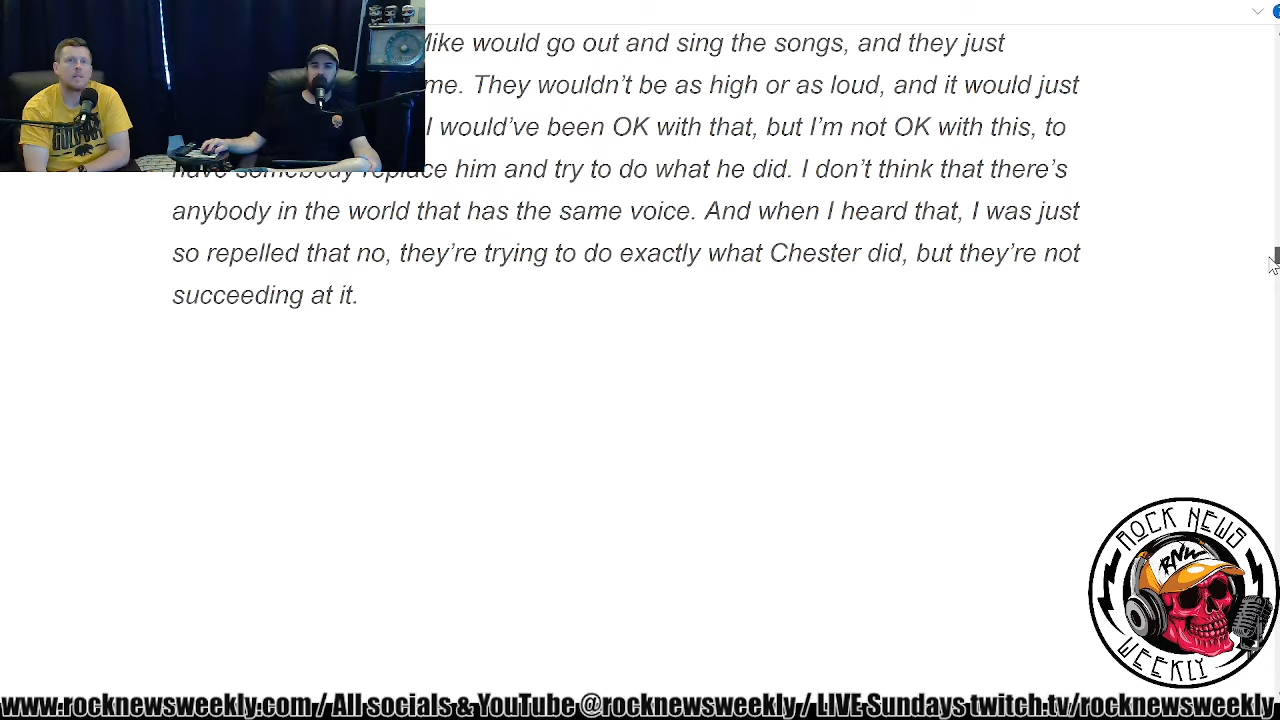 Mike would go out and sing the songs, and they just
me. They wouldn’t be as high or as loud, and it would just
I would’ve been OK with that, but I’m not OK with this, to
have somebody replace him and try to do what he did. I don’t think that there’s
anybody in the world that has the same voice. And when I heard that, I was just
so repelled that no, they’re trying to do exactly what Chester did, but they’re not
succeeding at it.
ROCK NEWS
RNW
WEEKLY
www.rocknewsweekly.com / All socials & YouTube @rocknewsweekly / LIVE Sundays twitch.tv/rocknewsweekly